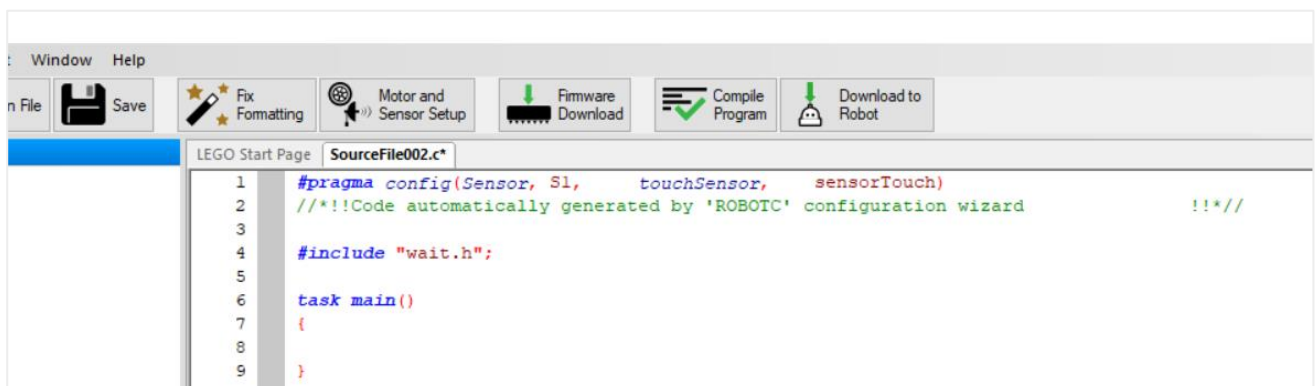 Window Help
n File
Save
Fix
Formatting
Motor and
Sensor Setup
Firmware
Download
Compile
Program
Download to
Robot
LEGO Start Page SourceFile002.c*
1 #pragma config(Sensor, S1, touchSensor, sensorTouch)
2 //*!!Code automatically generated by 'ROBOTC' configuration wizard !!*//
3
4 #include "wait.h";
5
6 task main()
7 {
8
9 }